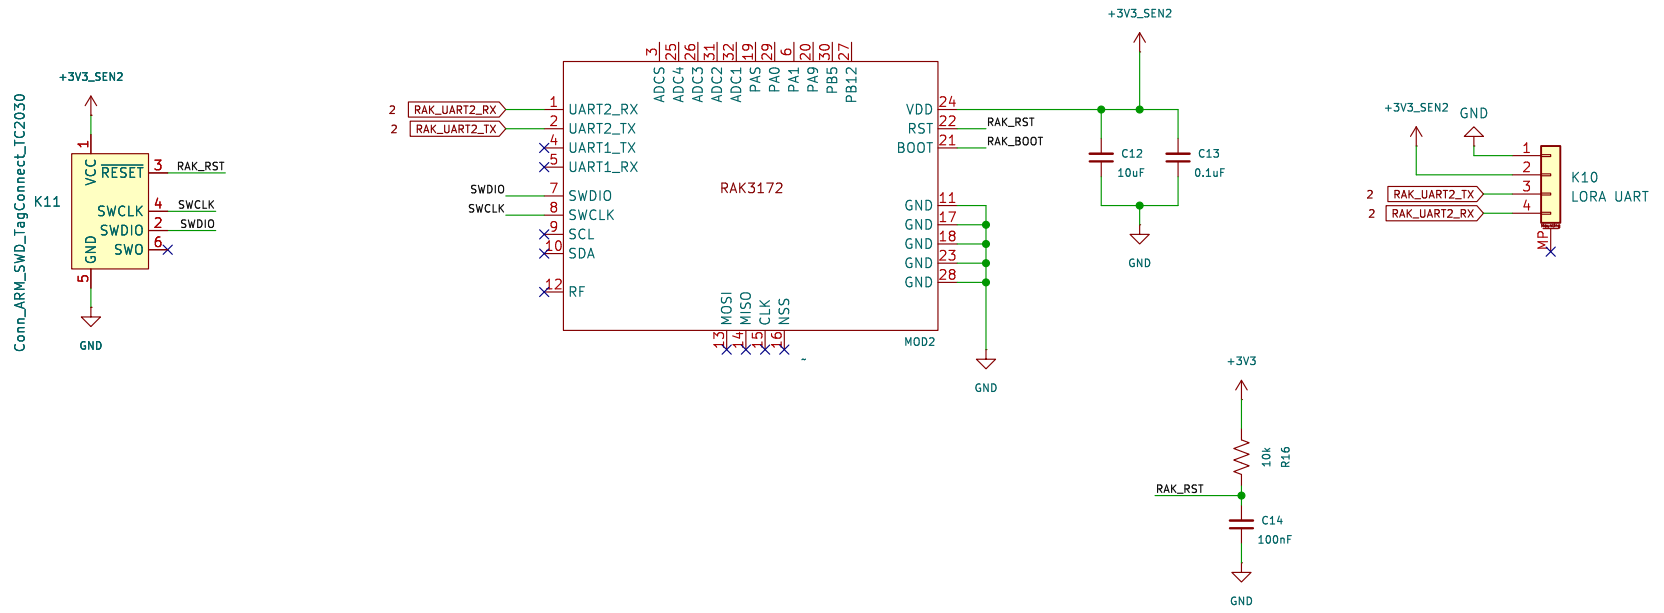 +3V3_SEN2
Conn_ARM_SWD_TagConnect_TC2030
K11
1
VCC
RESET
3
RAK_RST
SWCLK
4
SWCLK
SWDIO
2
SWDIO
SWO
6
GND
5
GND
3
25
26
31
32
19
29
6
20
30
27
ADC5
ADC4
ADC3
ADC2
ADC1
PA5
PA0
PA1
PA9
PB5
PB12
2
RAK_UART2_RX
1
UART2_RX
2
RAK_UART2_TX
2
UART2_TX
4
UART1_TX
5
UART1_RX
SWDIO
7
SWDIO
SWCLK
8
SWCLK
9
SCL
10
SDA
12
RF
RAK3172
VDD
24
RST
22
RAK_RST
BOOT
21
RAK_BOOT
GND
11
GND
17
GND
18
GND
23
GND
28
MOSI
MISO
CLK
NSS
13
14
15
16
MOD2
~
GND
+3V3_SEN2
C12
10uF
C13
0.1uF
GND
+3V3_SEN2
GND
1
2
2
RAK_UART2_TX
3
2
RAK_UART2_RX
4
K10
LORA UART
MP
+3V3
10k
R16
RAK_RST
C14
100nF
GND